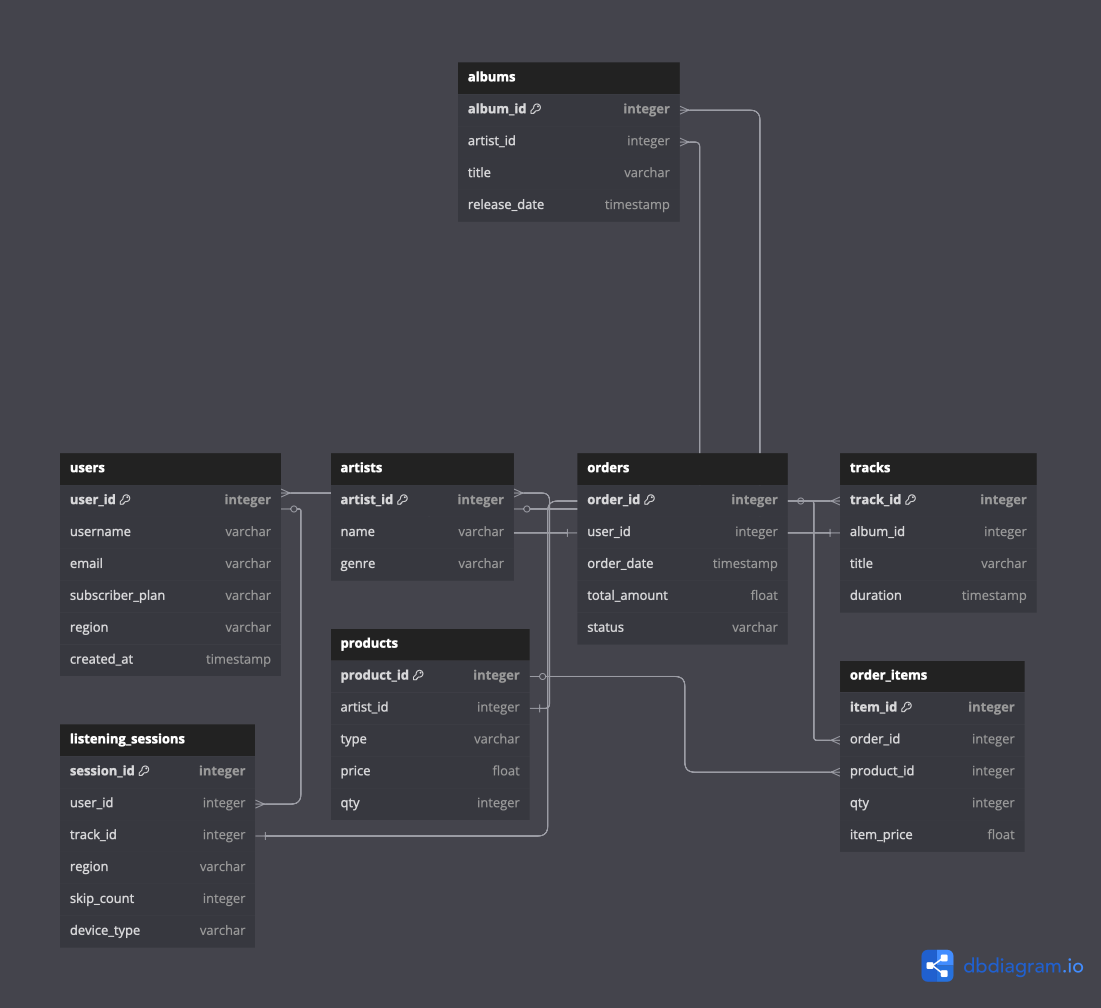 albums
album_id integer
artist_id integer
title varchar
release_date timestamp
users
user_id integer
username varchar
email varchar
subscriber_plan varchar
region varchar
created_at timestamp
artists
artist_id integer
name varchar
genre varchar
orders
order_id integer
user_id integer
order_date timestamp
total_amount float
status varchar
tracks
track_id integer
album_id integer
title varchar
duration timestamp
products
product_id integer
artist_id integer
type varchar
price float
qty integer
order_items
item_id integer
order_id integer
product_id integer
qty integer
item_price float
listening_sessions
session_id integer
user_id integer
track_id integer
region varchar
skip_count integer
device_type varchar
dbdiagram.io